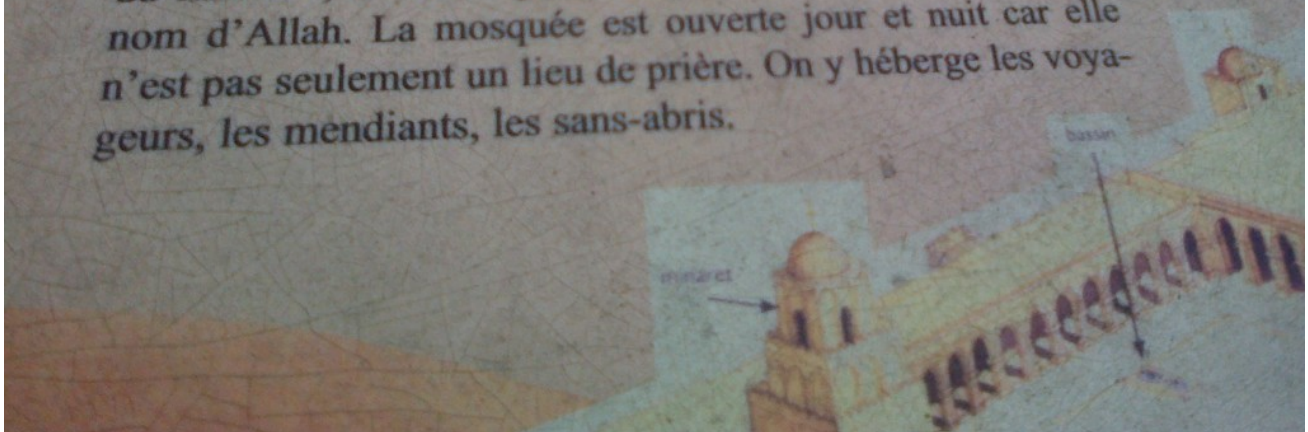 nom d'Allah. La mosquée est ouverte jour et nuit car elle
n'est pas seulement un lieu de prière. On y héberge les voya-
geurs, les mendiants, les sans-abris.
bassin
minaret